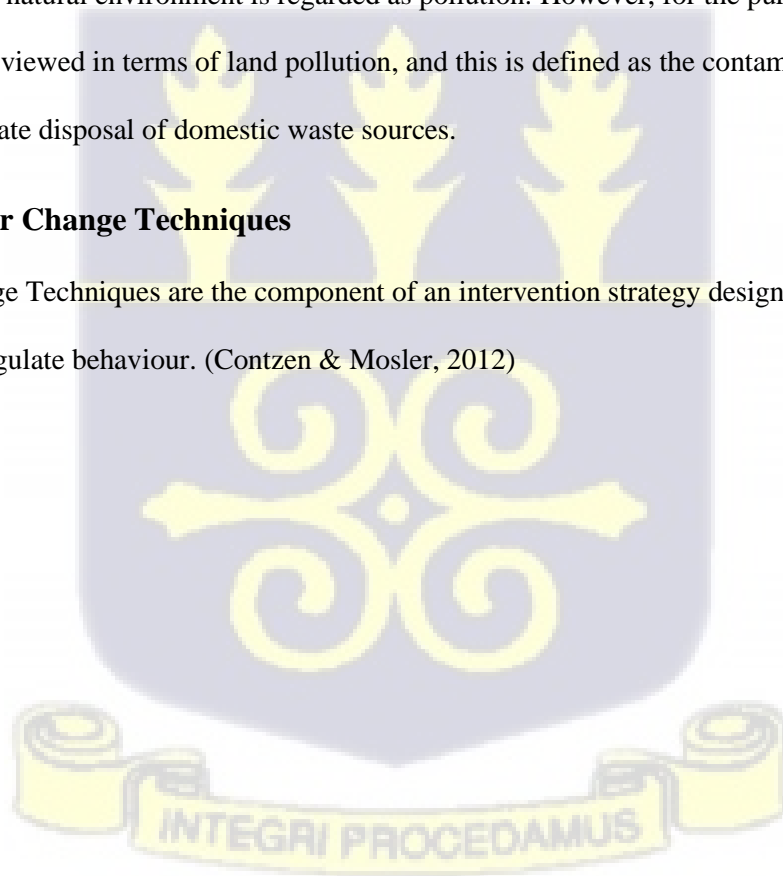 natural environment is regarded as pollution. However, for the pur
viewed in terms of land pollution, and this is defined as the contam
ate disposal of domestic waste sources.
r Change Techniques
ge Techniques are the component of an intervention strategy design
gulate behaviour. (Contzen & Mosler, 2012)
INTEGRI PROCEDAMUS